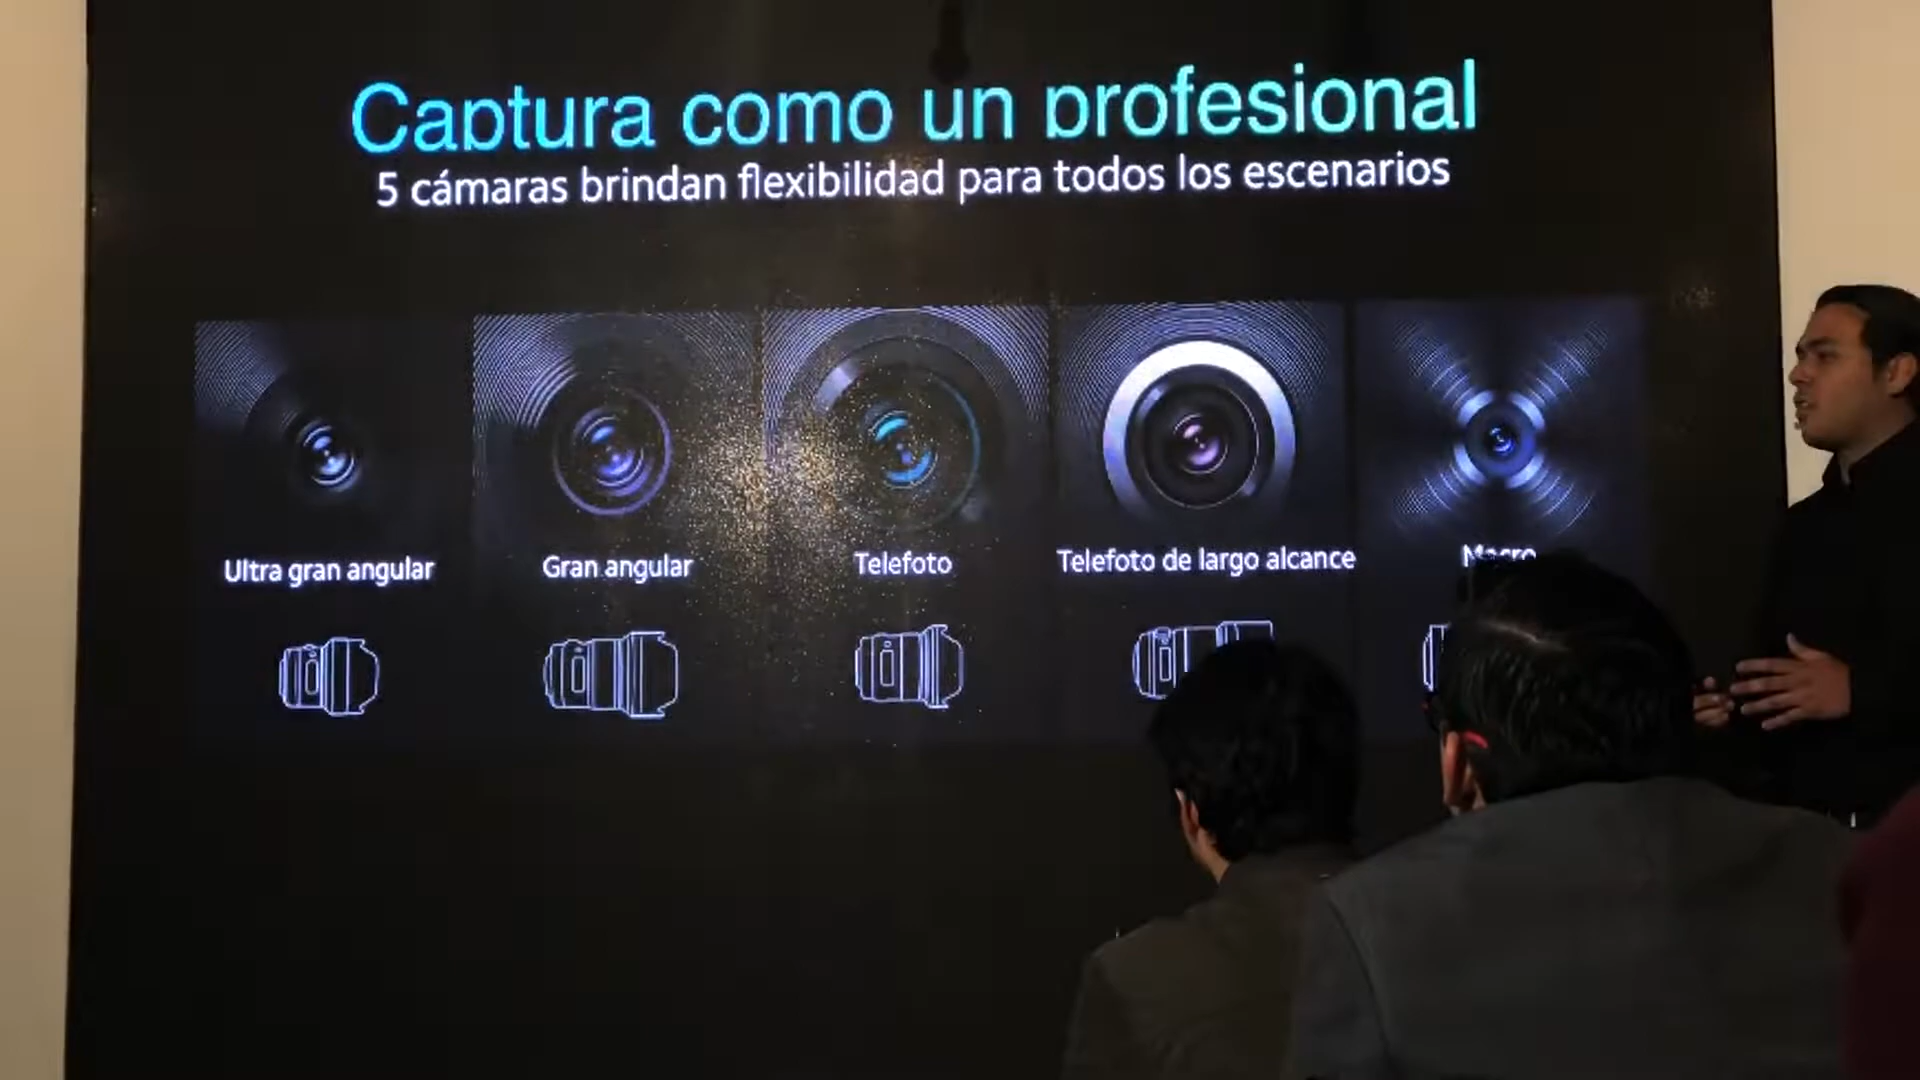 Captura como un profesional
5 cámaras brindan flexibilidad para todos los escenarios
Ultra gran angular
Gran angular
Telefoto
Telefoto de largo alcance
Macro